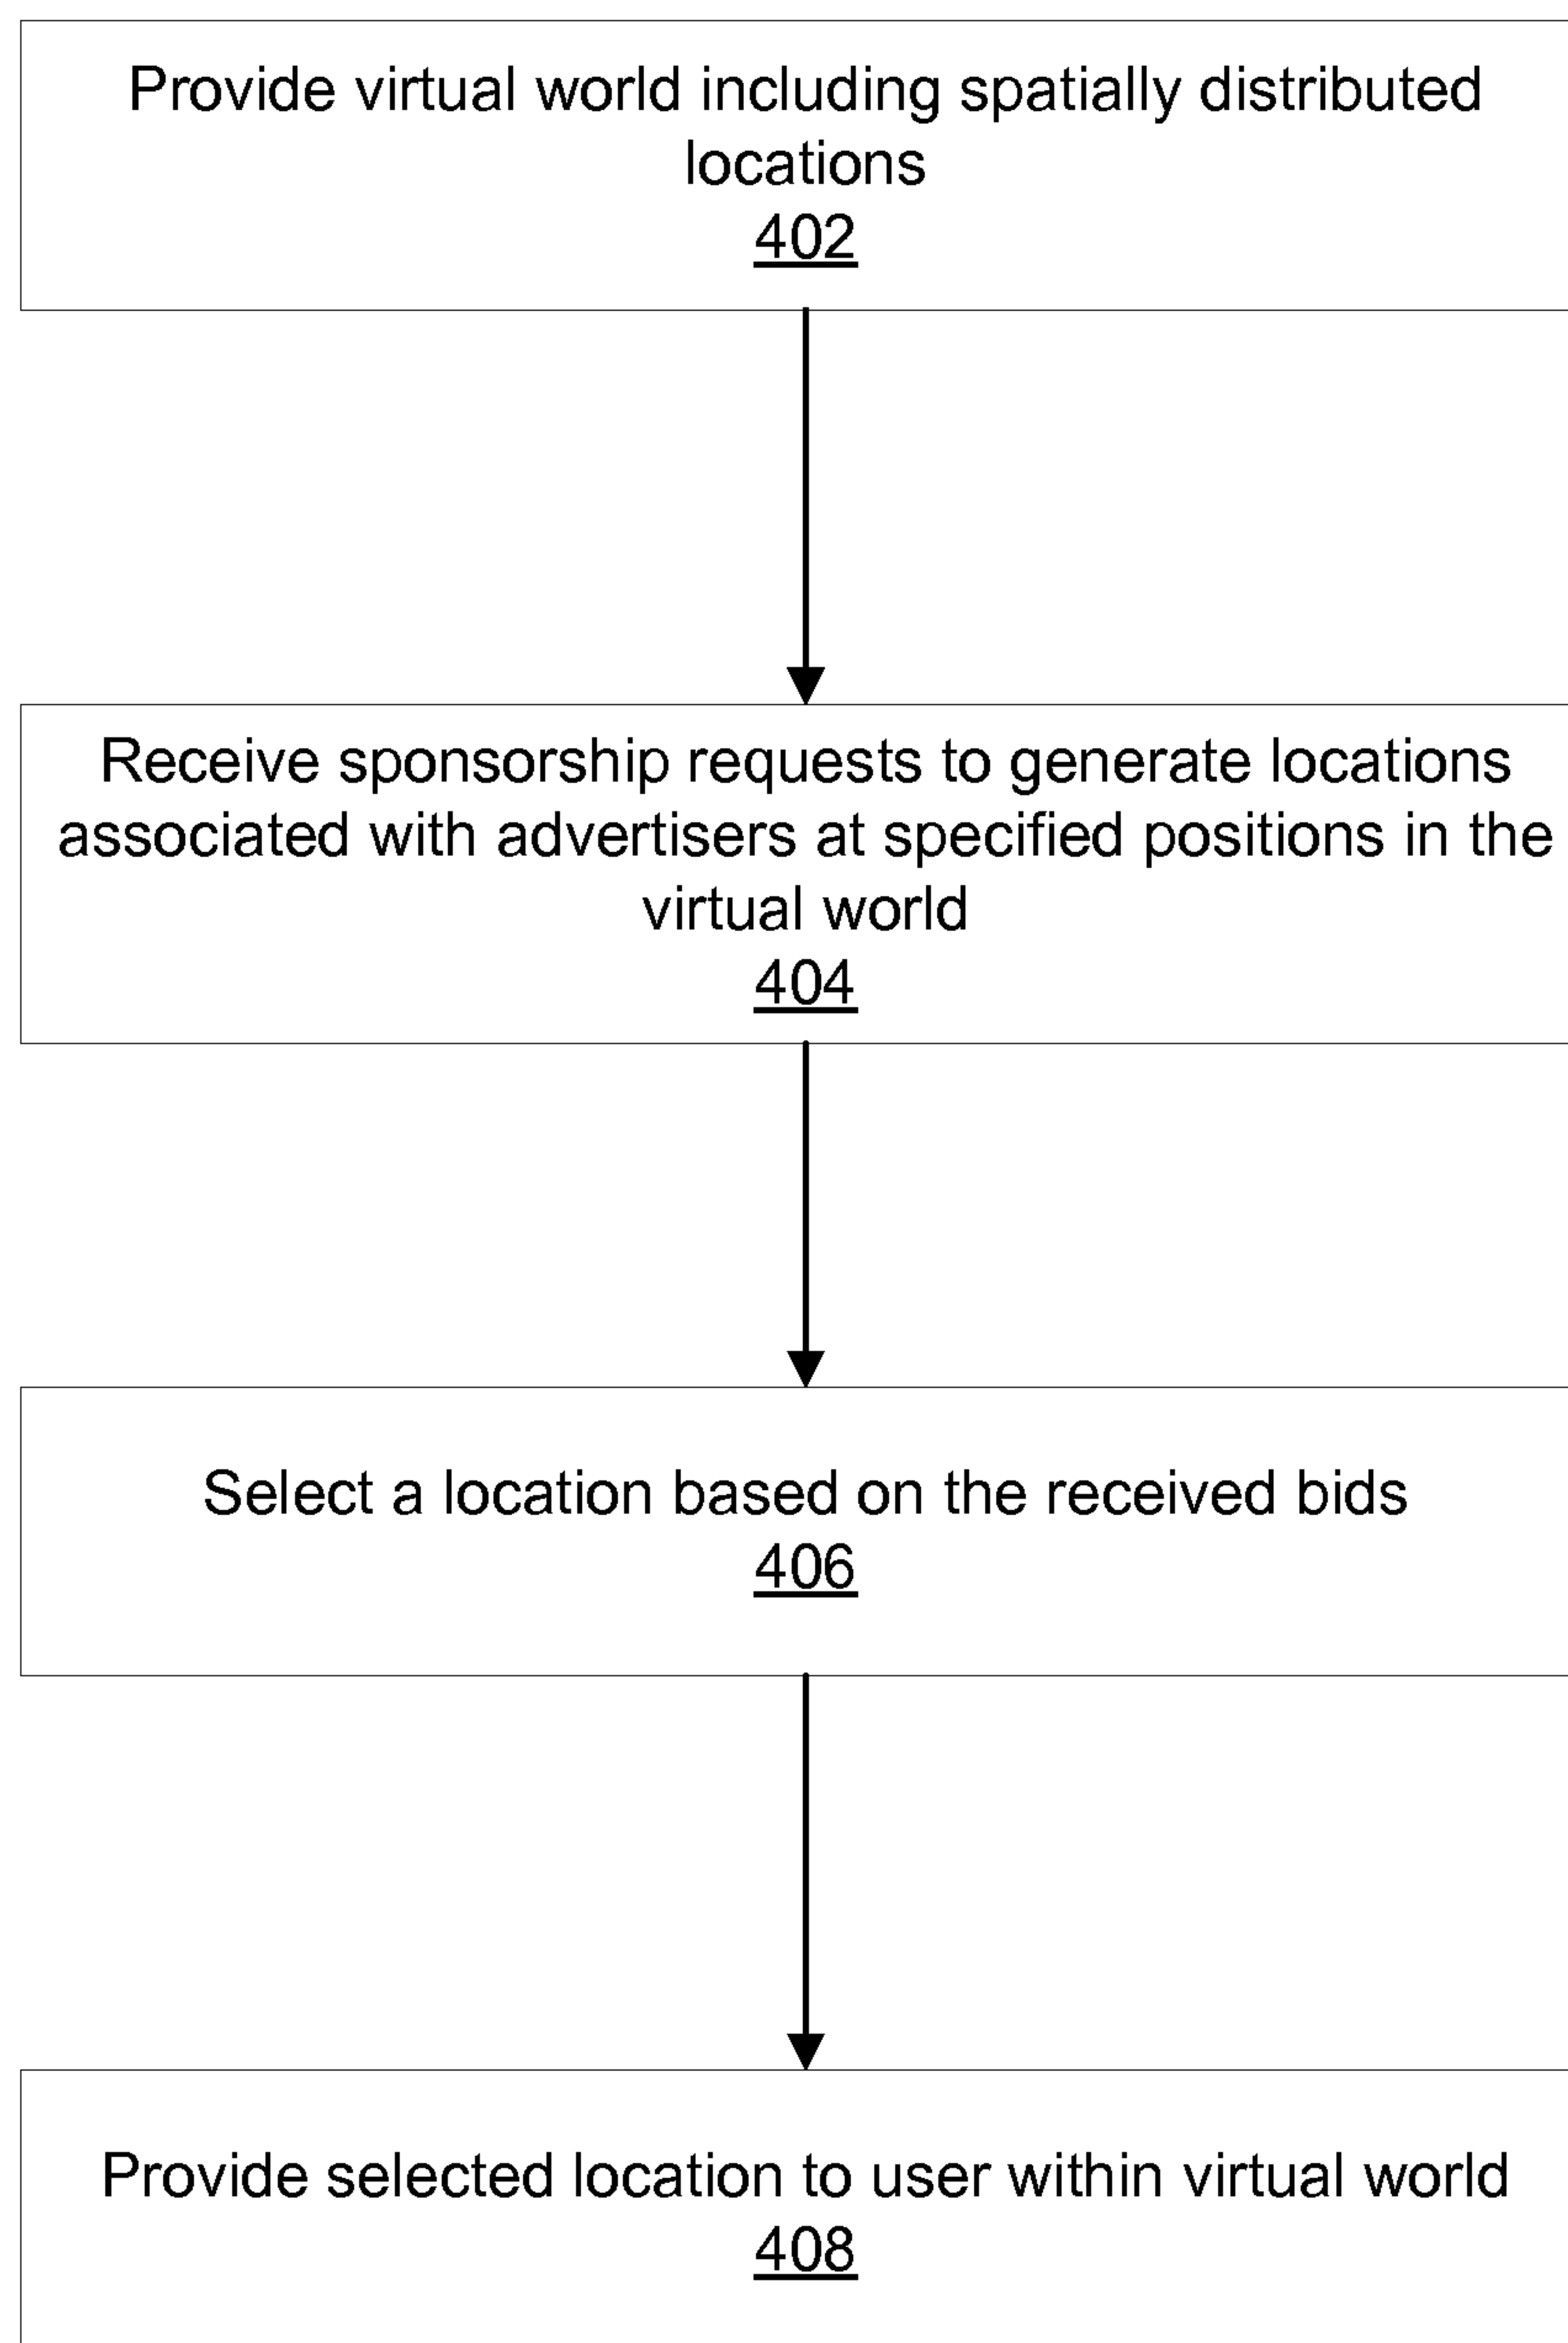 Provide virtual world including spatially distributed
locations
402
Receive sponsorship requests to generate locations
associated with advertisers at specified positions in the
virtual world
404
Select a location based on the received bids
406
Provide selected location to user within virtual world
408